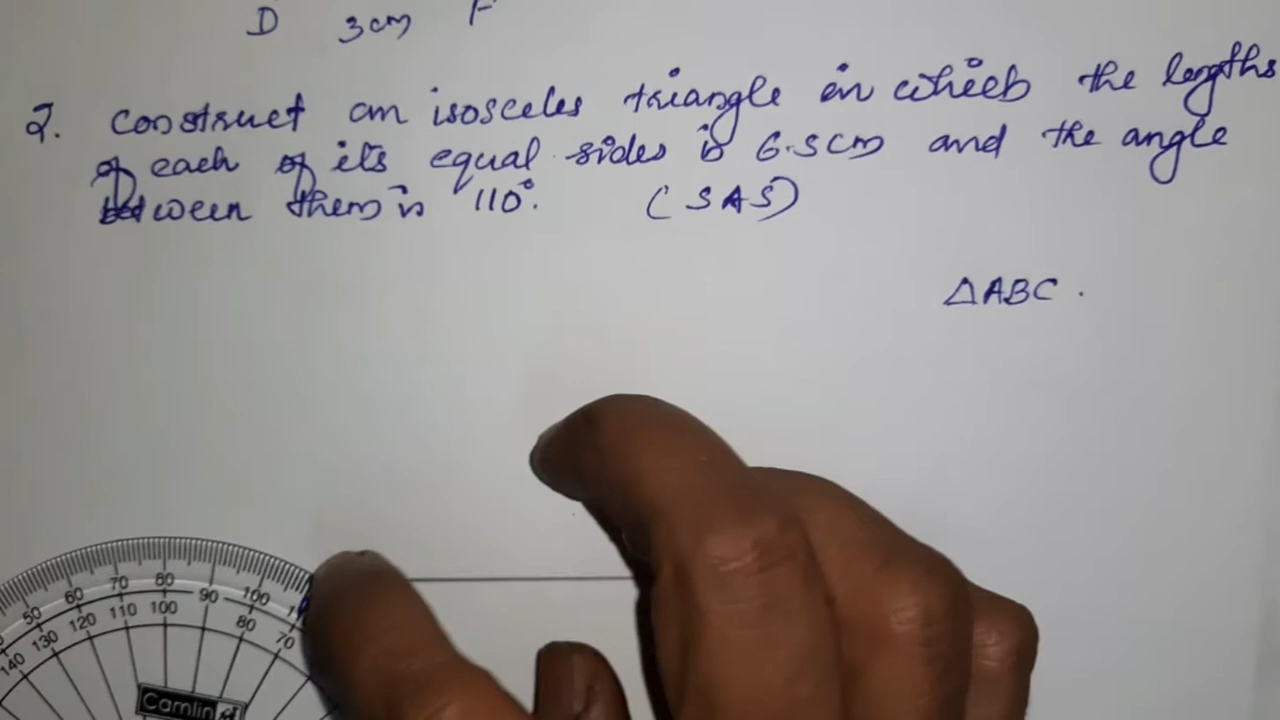 D 3cm F
2. construct an isosceles triangle in which the lengths
of each of its equal sides is 6.5cm and the angle
between them is 110°. (SAS)
△ABC.
50 60 70 80 90 100
140 130 120 110 100 80 70
Camlin